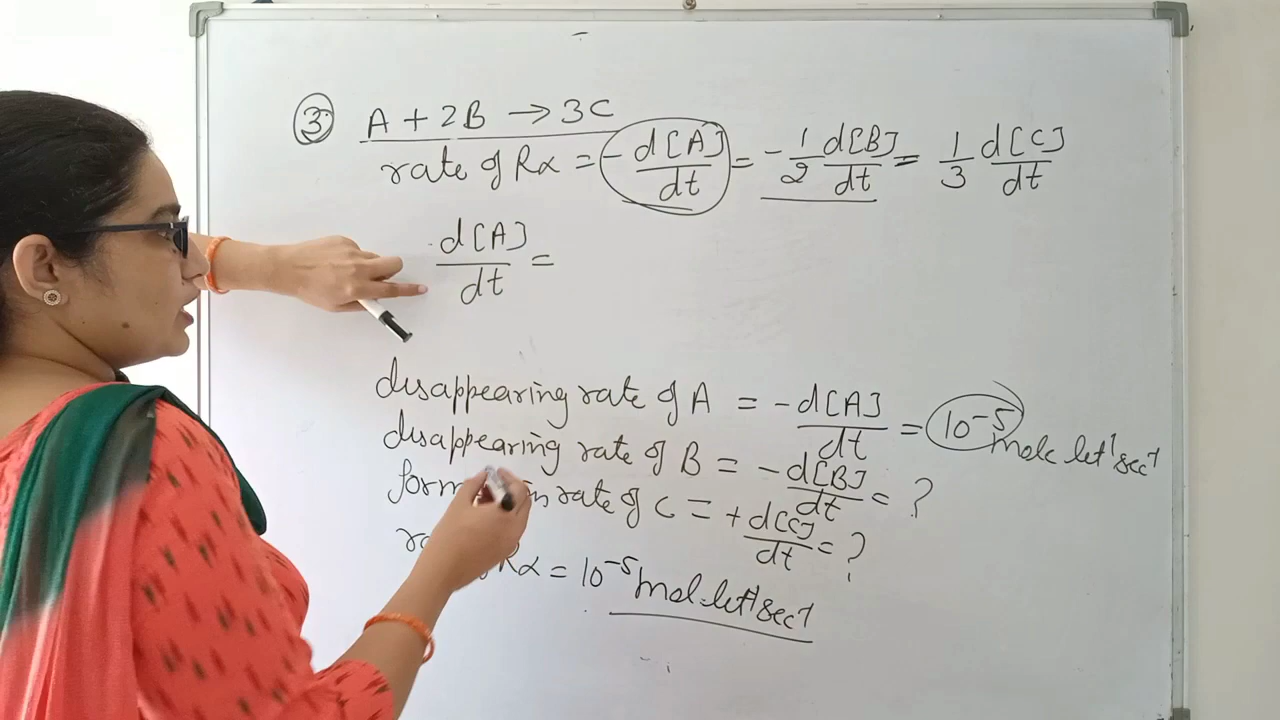 ③ A + 2B → 3C
rate of Rx = - d[A]/dt = - 1/2 d[B]/dt = 1/3 d[C]/dt
d[A]/dt =
disappearing rate of A = - d[A]/dt = 10⁻⁵ mole let⁻¹ sec⁻¹
disappearing rate of B = - d[B]/dt = ?
rate of C = + d[C]/dt = ?
Rx = 10⁻⁵ mol let⁻¹ sec⁻¹